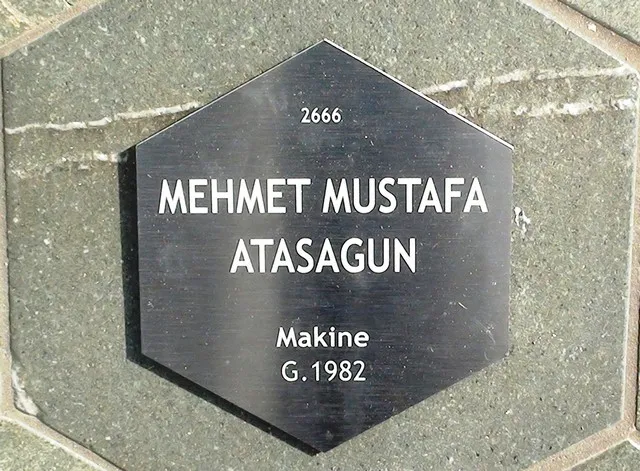 2666
MEHMET MUSTAFA
ATASAGUN
Makine
G.1982